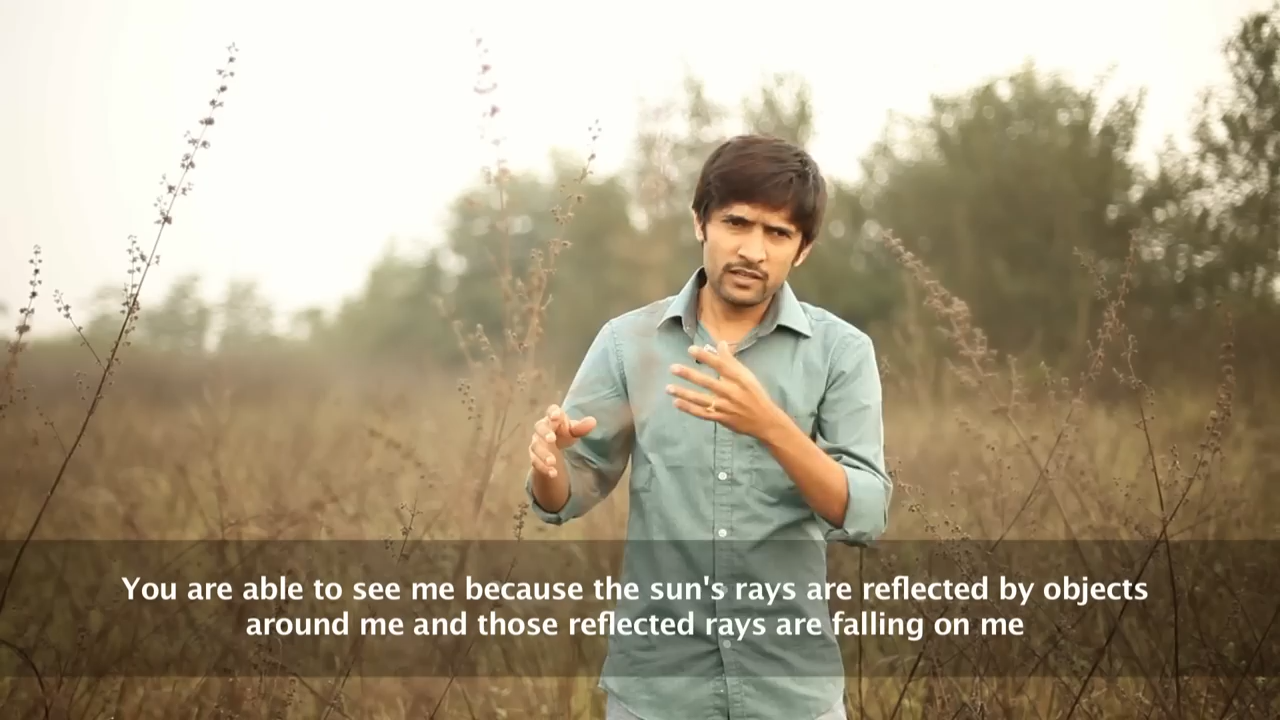 You are able to see me because the sun's rays are reflected by objects
around me and those reflected rays are falling on me